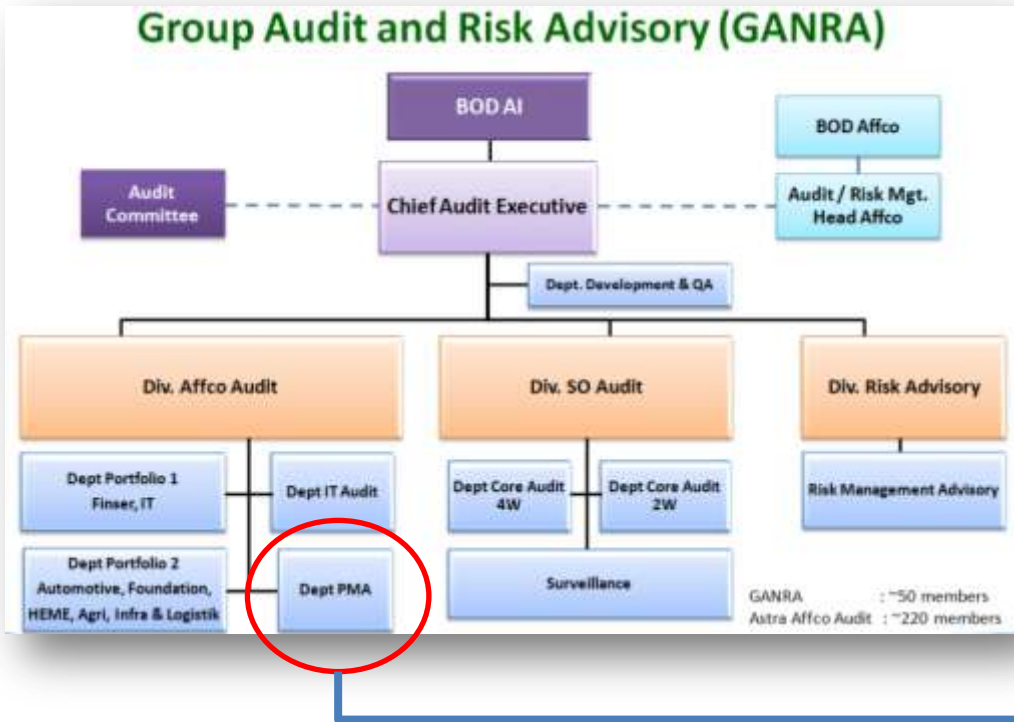 Group Audit and Risk Advisory (GANRA)
BOD AI
BOD Affco
Audit
Committee
Chief Audit Executive
Audit / Risk Mgt.
Head Affco
Dept. Development & QA
Div. Affco Audit
Div. SO Audit
Div. Risk Advisory
Dept Portfolio 1
Finser, IT
Dept IT Audit
Dept Core Audit
4W
Dept Core Audit
2W
Risk Management Advisory
Dept Portfolio 2
Automotive, Foundation,
HEME, Agri, Infra & Logistik
Dept PMA
Surveillance
GANRA : ~50 members
Astra Affco Audit : ~220 members